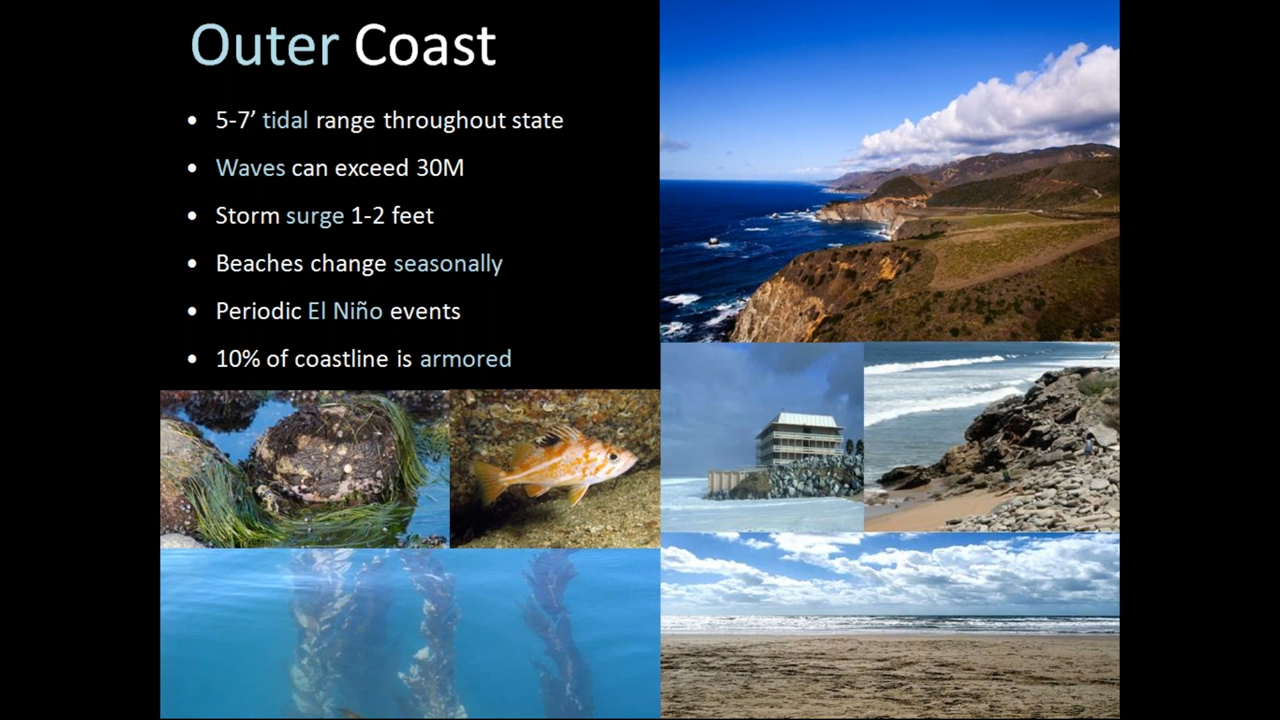 Outer Coast
• 5-7’ tidal range throughout state
• Waves can exceed 30M
• Storm surge 1-2 feet
• Beaches change seasonally
• Periodic El Niño events
• 10% of coastline is armored